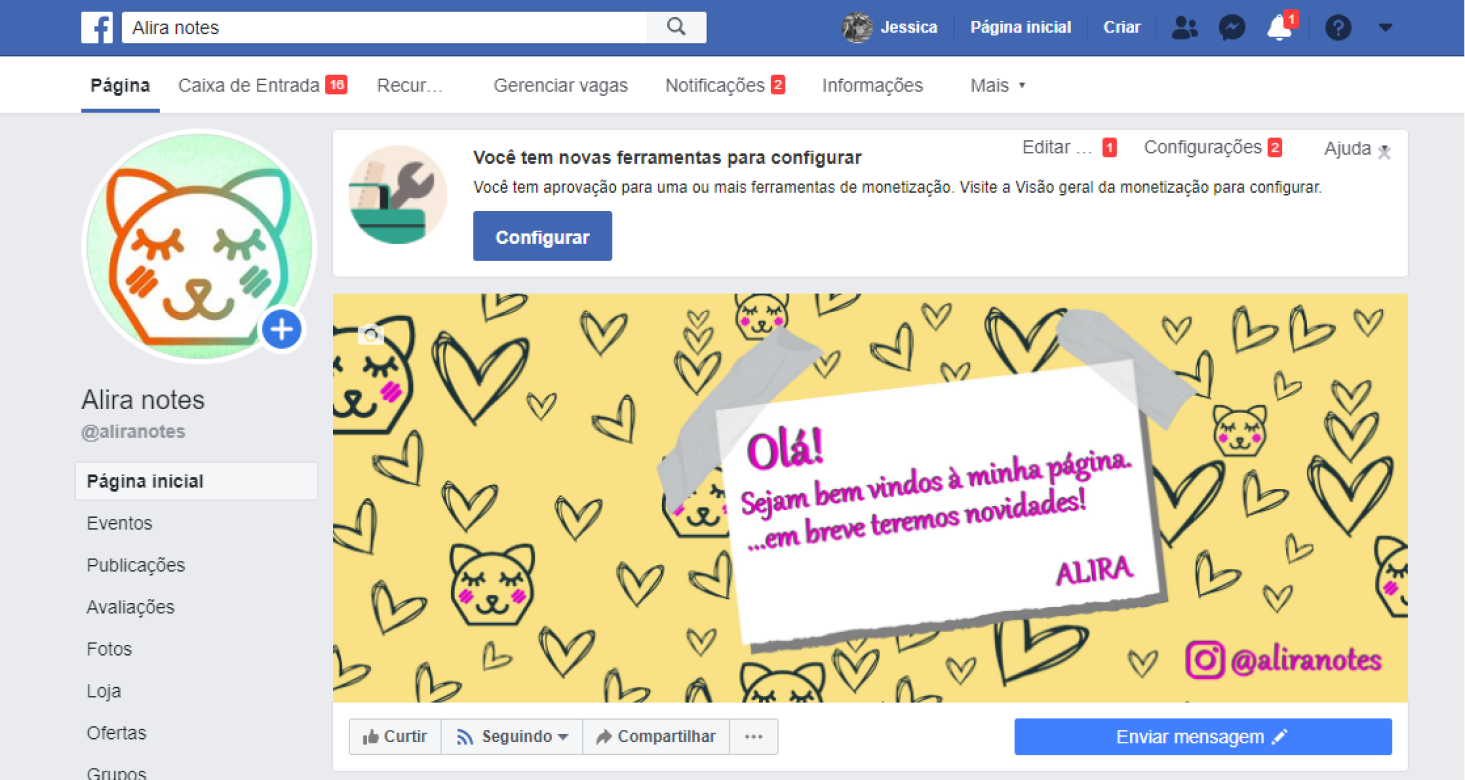 Alira notes
Jessica
Página inicial
Criar
1
Página
Caixa de Entrada 16
Recur...
Gerenciar vagas
Notificações 2
Informações
Mais
Você tem novas ferramentas para configurar
Editar ... 1
Configurações 2
Ajuda
Você tem aprovação para uma ou mais ferramentas de monetização. Visite a Visão geral da monetização para configurar.
Configurar
Alira notes
@aliranotes
Página inicial
Eventos
Publicações
Avaliações
Fotos
Loja
Ofertas
Grupos
Olá!
Sejam bem vindos à minha página.
...em breve teremos novidades!
ALIRA
@aliranotes
Curtir
Seguindo
Compartilhar
Enviar mensagem